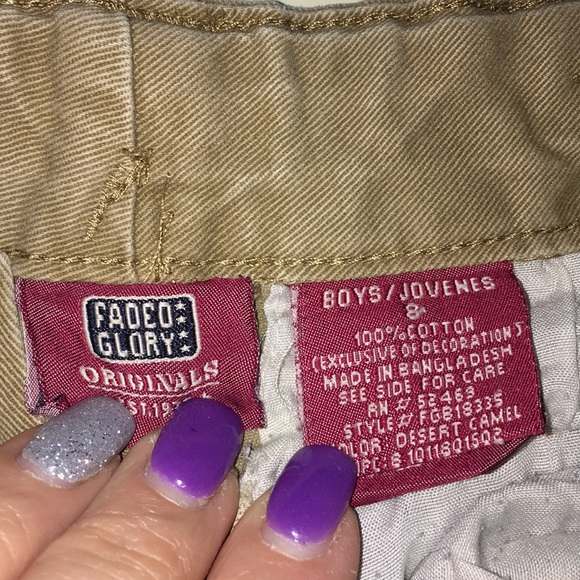 FADED
GLORY
ORIGINALS
BOYS/JOVENES
8
100% COTTON
(EXCLUSIVE OF DECORATIONS)
MADE IN BANGLADESH
SEE SIDE FOR CARE
RN # 52469
STYLE# FGB18335
COLOR DESERT CAMEL